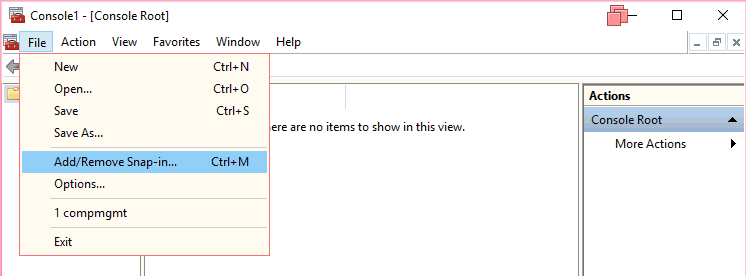 Console1 - [Console Root]
File Action View Favorites Window Help
New Ctrl+N
Open... Ctrl+O
Save Ctrl+S
Save As...
Add/Remove Snap-in... Ctrl+M
Options...
1 compmgmt
Exit
ere are no items to show in this view.
Actions
Console Root
More Actions